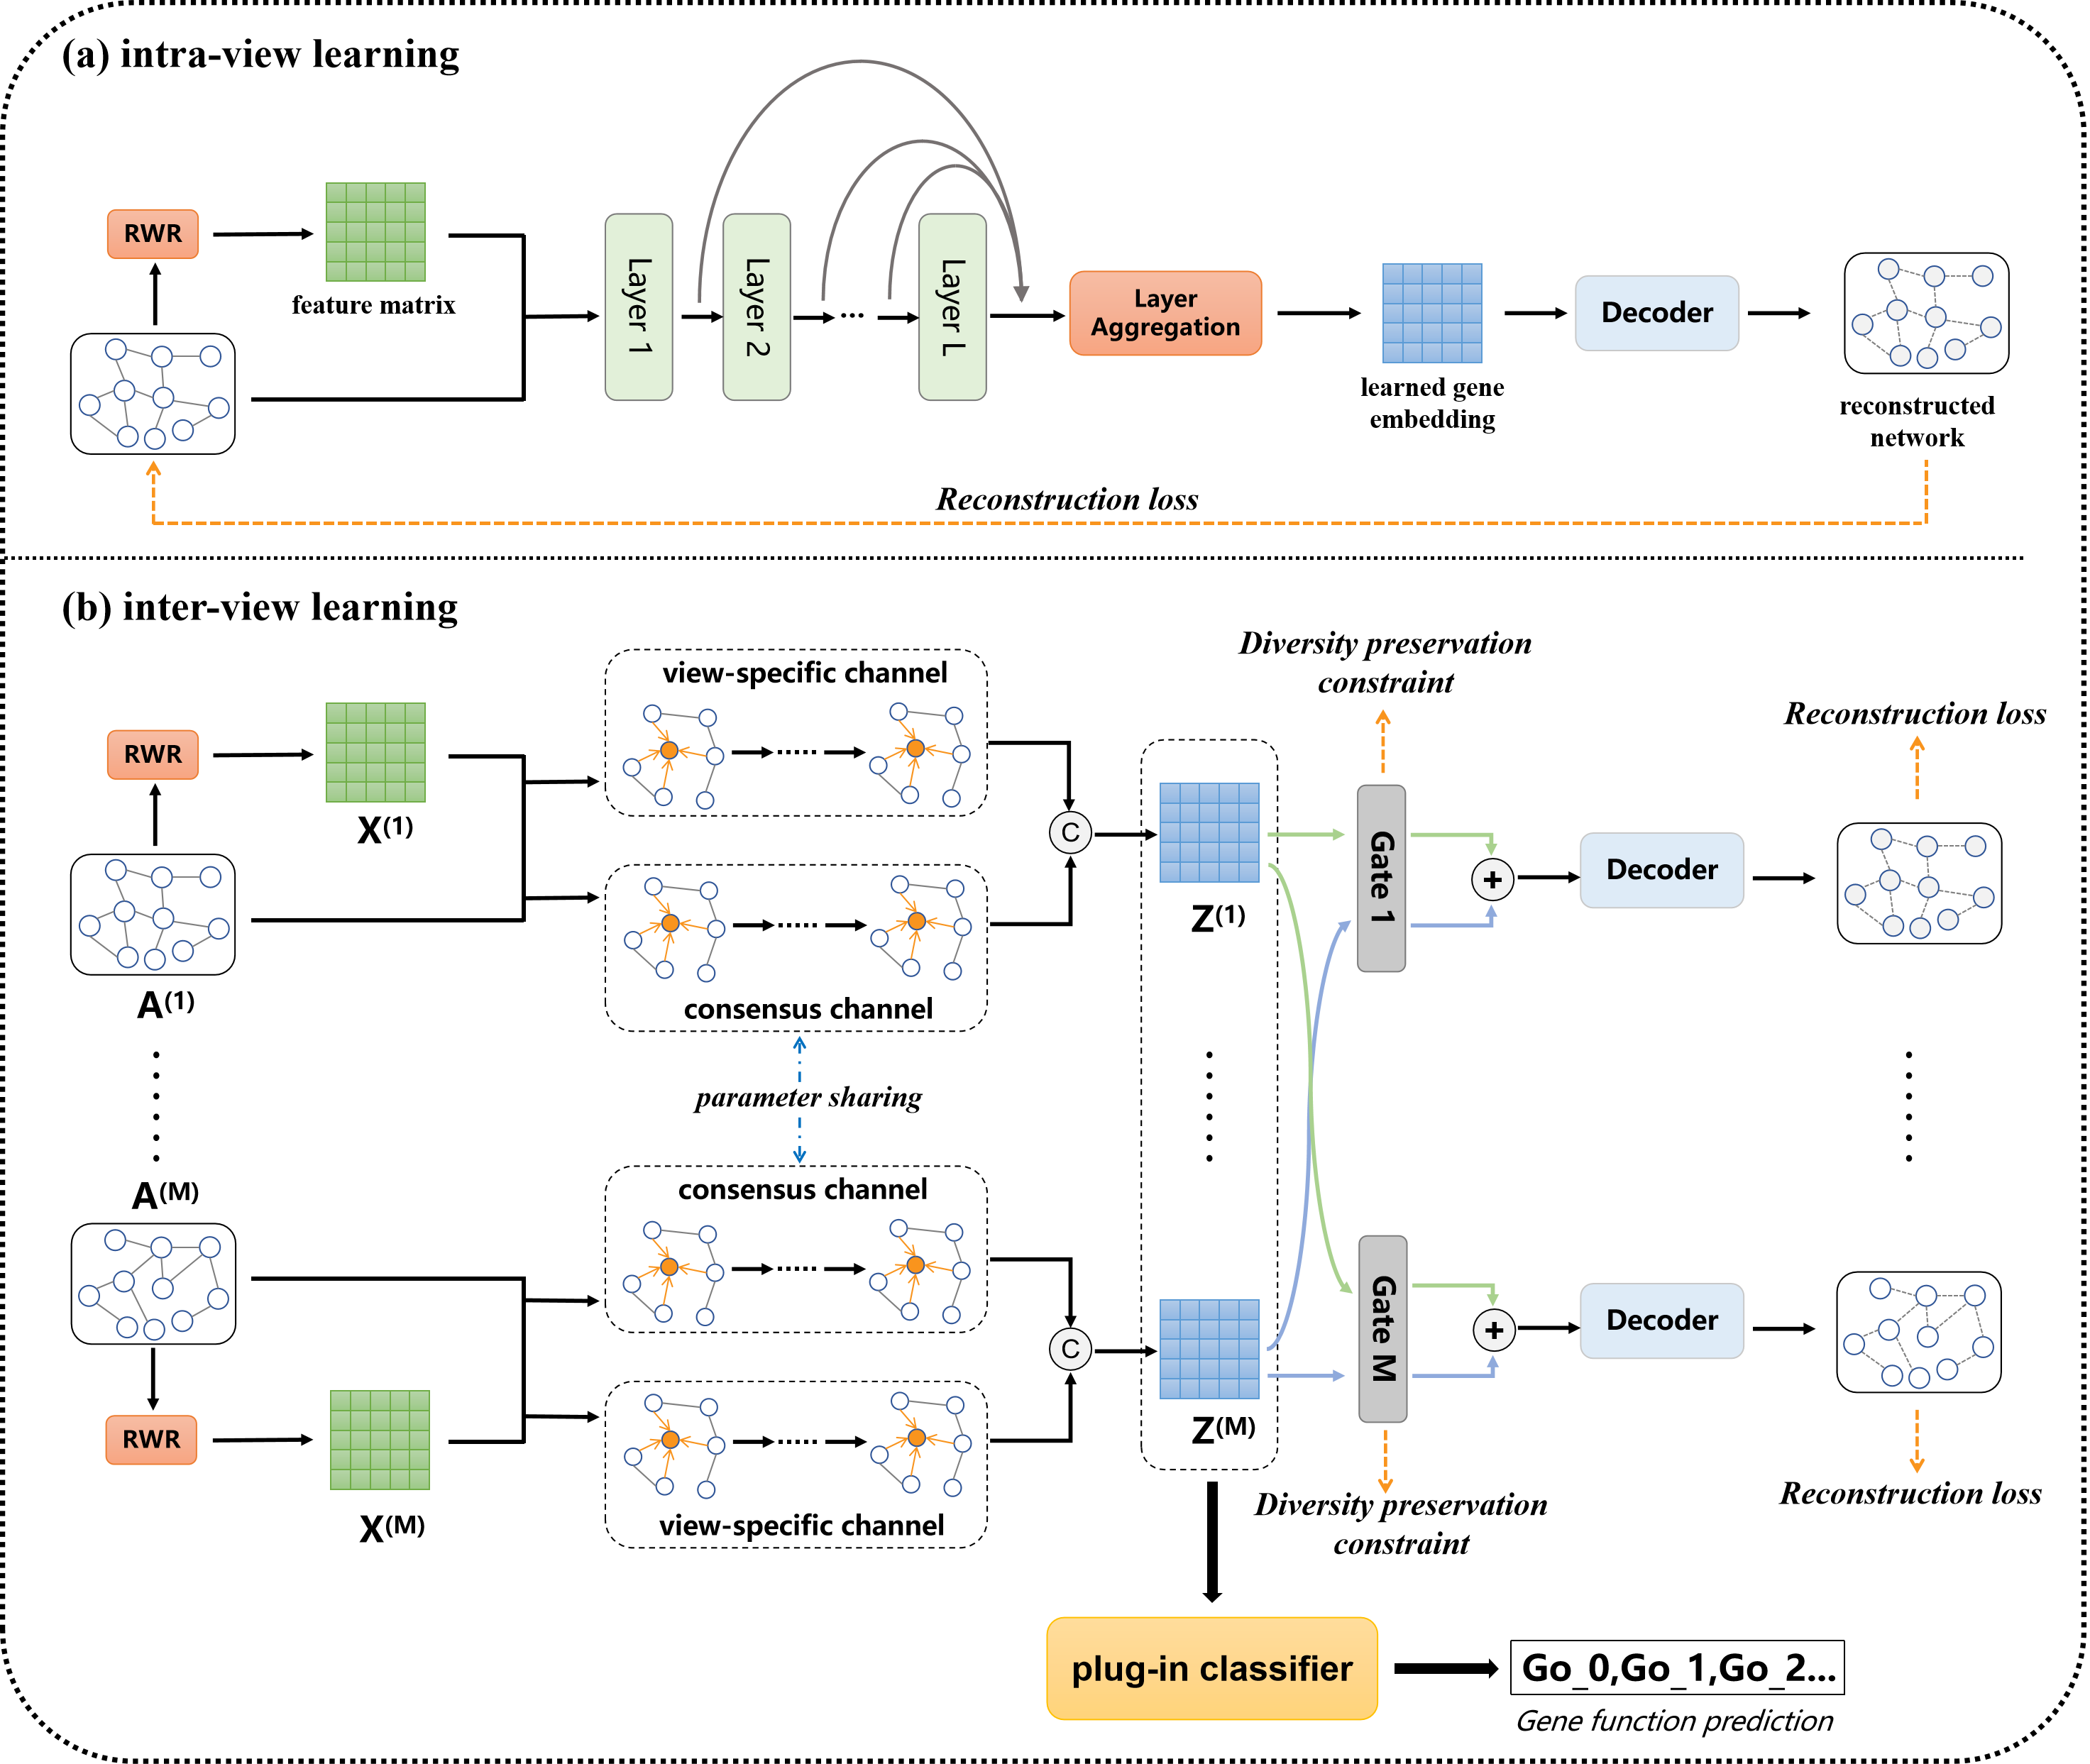 (a) intra-view learning
RWR
feature matrix
Layer 1
Layer 2
...
Layer L
Layer
Aggregation
learned gene
embedding
Decoder
reconstructed
network
Reconstruction loss
(b) inter-view learning
RWR
X(1)
A(1)
view-specific channel
consensus channel
parameter sharing
A(M)
RWR
X(M)
consensus channel
view-specific channel
C
C
Z(1)
Z(M)
Diversity preservation
constraint
Gate 1
+
Decoder
Reconstruction loss
Gate M
+
Decoder
Diversity preservation
constraint
Reconstruction loss
plug-in classifier
Go_0,Go_1,Go_2...
Gene function prediction